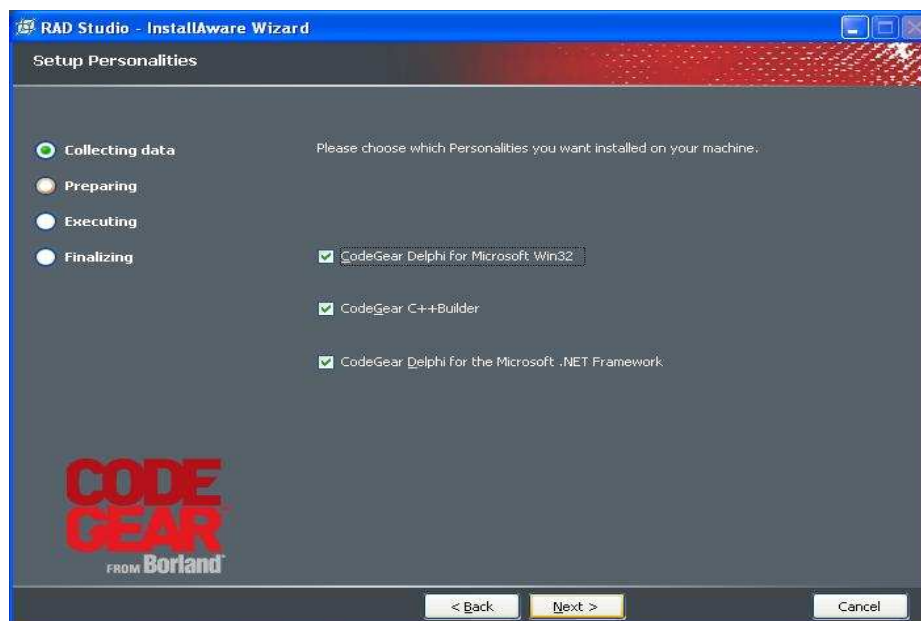 RAD Studio - InstallAware Wizard
Setup Personalities
Collecting data
Preparing
Executing
Finalizing
Please choose which Personalities you want installed on your machine.
CodeGear Delphi for Microsoft Win32
CodeGear C++Builder
CodeGear Delphi for the Microsoft .NET Framework
CODE
GEAR
FROM Borland
< Back
Next >
Cancel